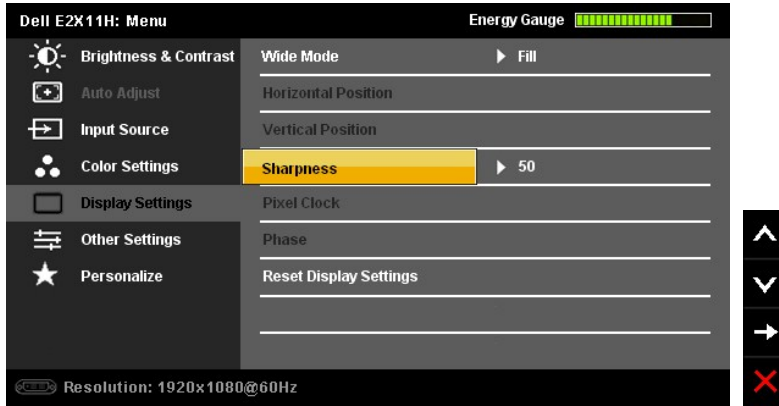 Dell E2X11H: Menu Energy Gauge
Brightness & Contrast Wide Mode Fill
Auto Adjust Horizontal Position
Input Source Vertical Position
Color Settings Sharpness 50
Display Settings Pixel Clock
Other Settings Phase
Personalize Reset Display Settings
Resolution: 1920x1080@60Hz